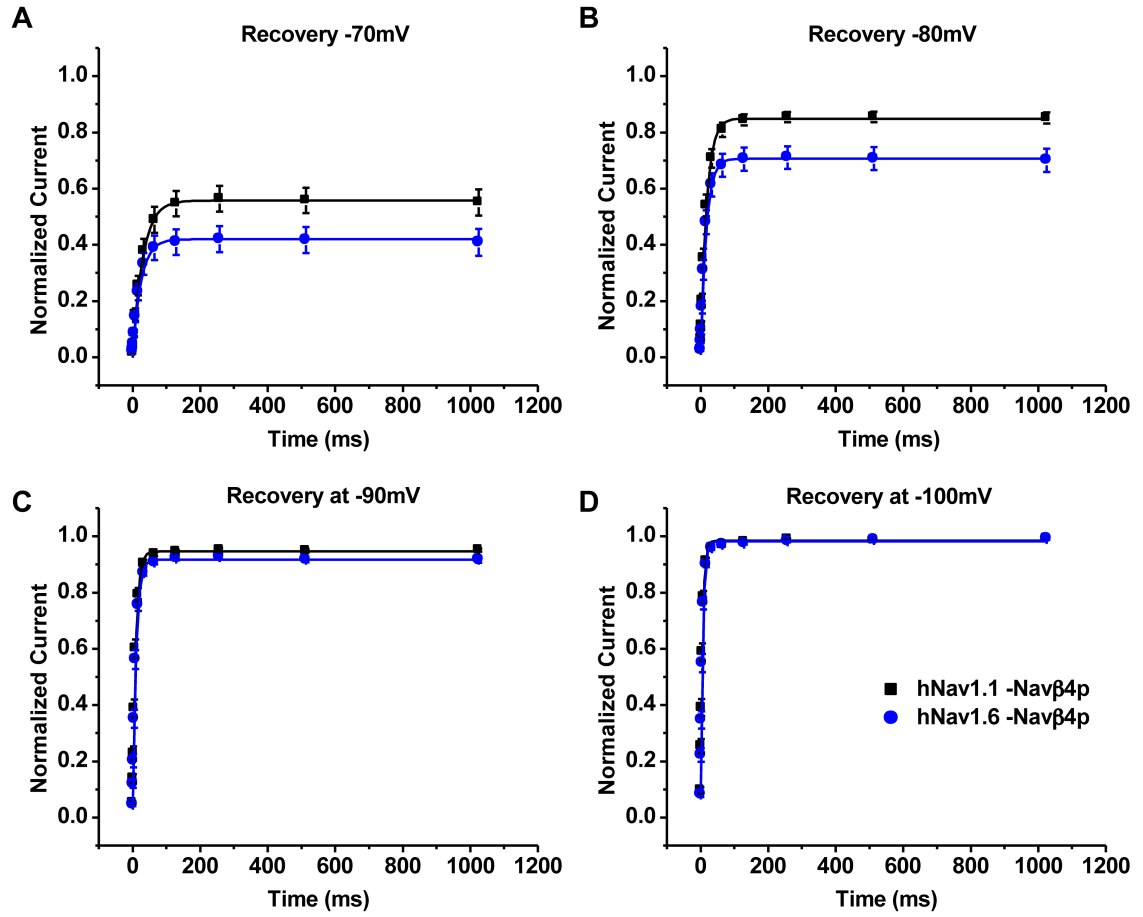 A
Recovery -70mV
Normalized Current
1.0
0.8
0.6
0.4
0.2
0.0
0 200 400 600 800 1000 1200
Time (ms)
B
Recovery -80mV
Normalized Current
1.0
0.8
0.6
0.4
0.2
0.0
0 200 400 600 800 1000 1200
Time (ms)
C
Recovery at -90mV
Normalized Current
1.0
0.8
0.6
0.4
0.2
0.0
0 200 400 600 800 1000 1200
Time (ms)
D
Recovery at -100mV
Normalized Current
1.0
0.8
0.6
0.4
0.2
0.0
0 200 400 600 800 1000 1200
Time (ms)
hNav1.1 -Navβ4p
hNav1.6 -Navβ4p